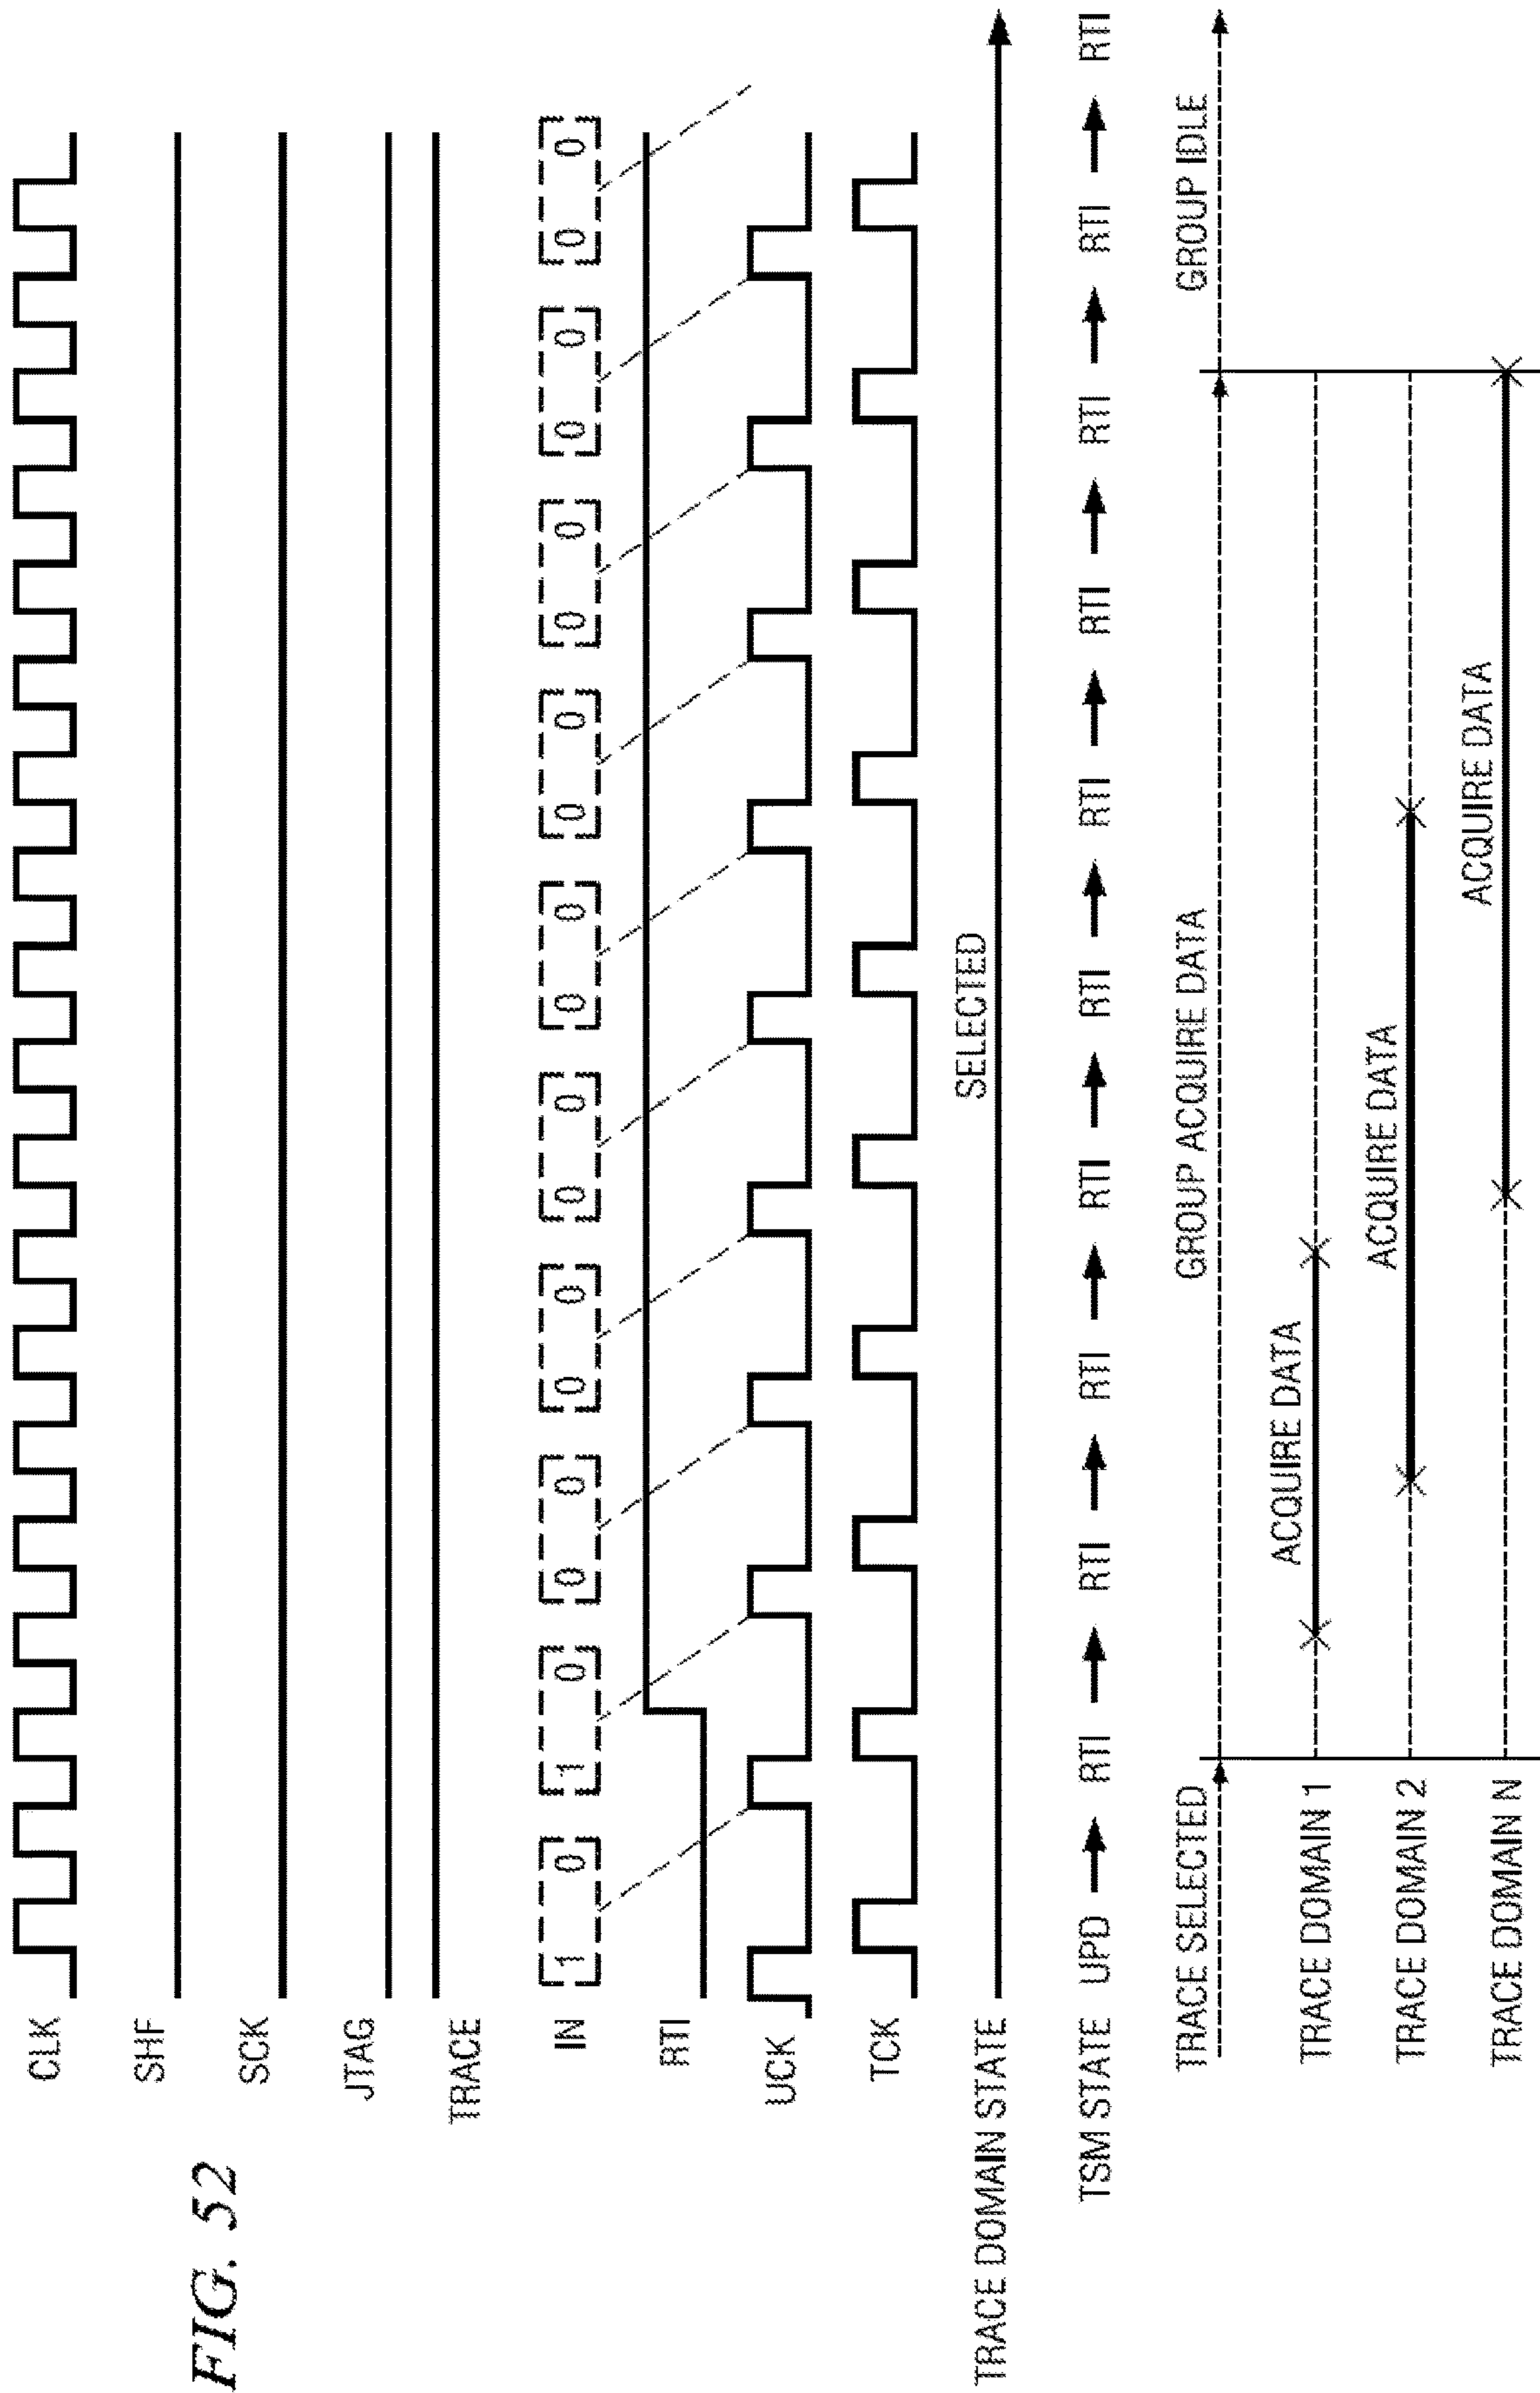 FIG. 52
CLK
SHF
SCK
JTAG
TRACE
IN 1 0 1 0 0 0 0 0 0 0 0 0 0 0 0 0 0 0 0 0
RTI
UCK
TCK
TRACE DOMAIN STATE SELECTED
TSM STATE UPD RTI RTI RTI RTI RTI RTI RTI RTI RTI RTI
TRACE SELECTED GROUP ACQUIRE DATA GROUP IDLE
TRACE DOMAIN 1 ACQUIRE DATA
TRACE DOMAIN 2 ACQUIRE DATA
TRACE DOMAIN N ACQUIRE DATA